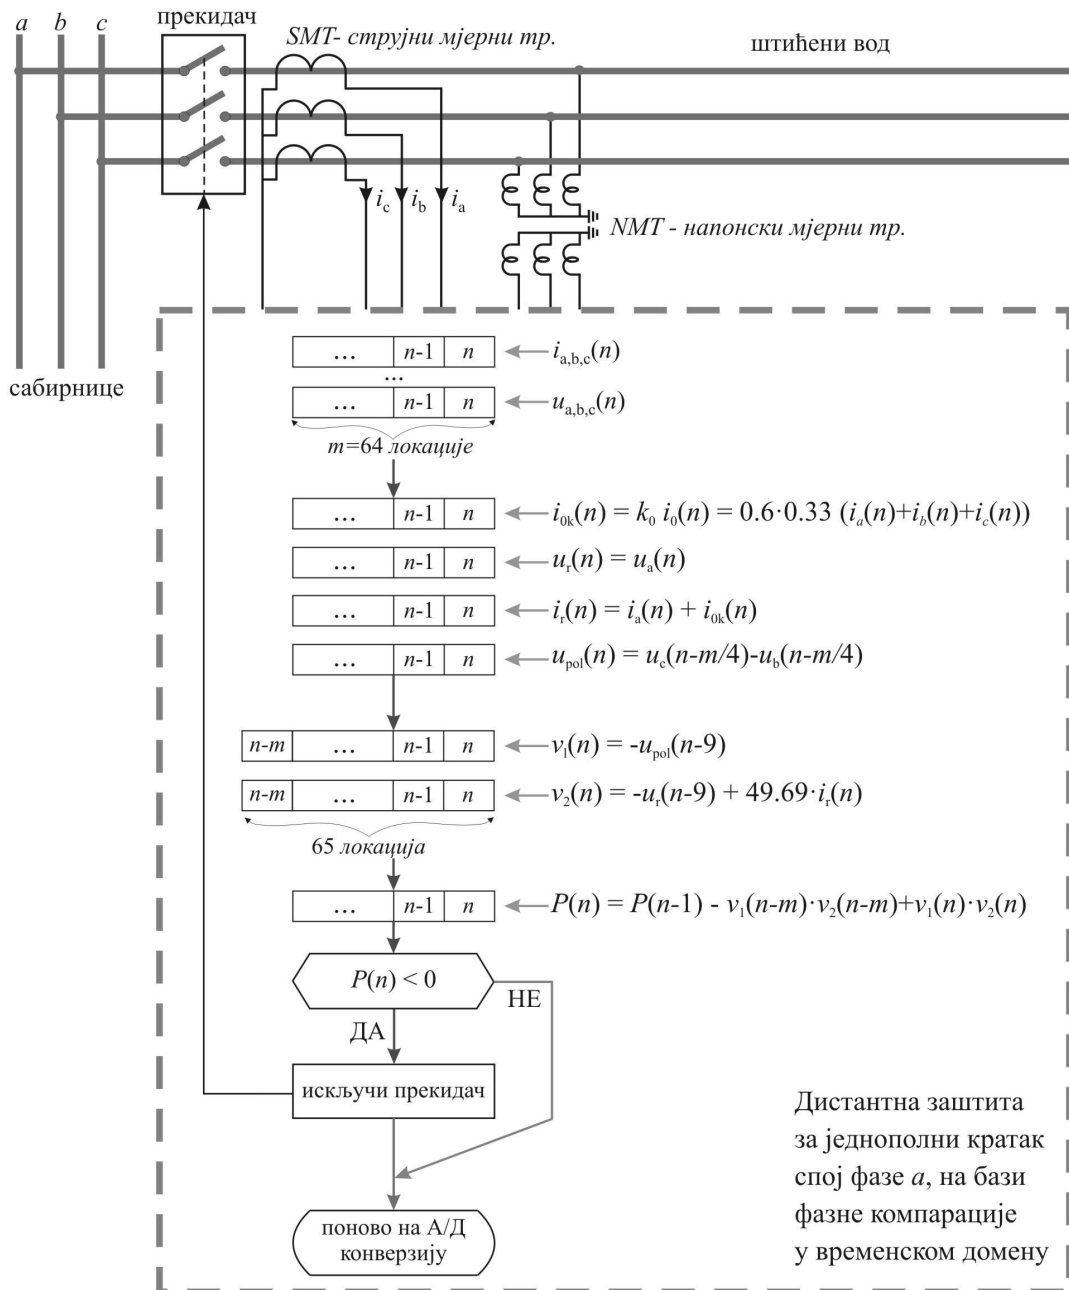 a b c
прекидач
SMT- струјни мјерни тр.
штићени вод
i_c i_b i_a
NMT - напонски мјерни тр.
сабирнице
... n-1 n
i_a,b,c(n)
...
... n-1 n
u_a,b,c(n)
m=64 локације
... n-1 n
i_0k(n) = k_0 i_0(n) = 0.6·0.33 (i_a(n)+i_b(n)+i_c(n))
... n-1 n
u_r(n) = u_a(n)
... n-1 n
i_r(n) = i_a(n) + i_0k(n)
... n-1 n
u_pol(n) = u_c(n-m/4)-u_b(n-m/4)
n-m ... n-1 n
v_1(n) = -u_pol(n-9)
n-m ... n-1 n
v_2(n) = -u_r(n-9) + 49.69·i_r(n)
65 локација
... n-1 n
P(n) = P(n-1) - v_1(n-m)·v_2(n-m)+v_1(n)·v_2(n)
P(n) < 0
НЕ
ДА
искључи прекидач
поново на А/Д
конверзију
Дистантна заштита
за једнополни кратак
спој фазе a, на бази
фазне компарације
у временском домену